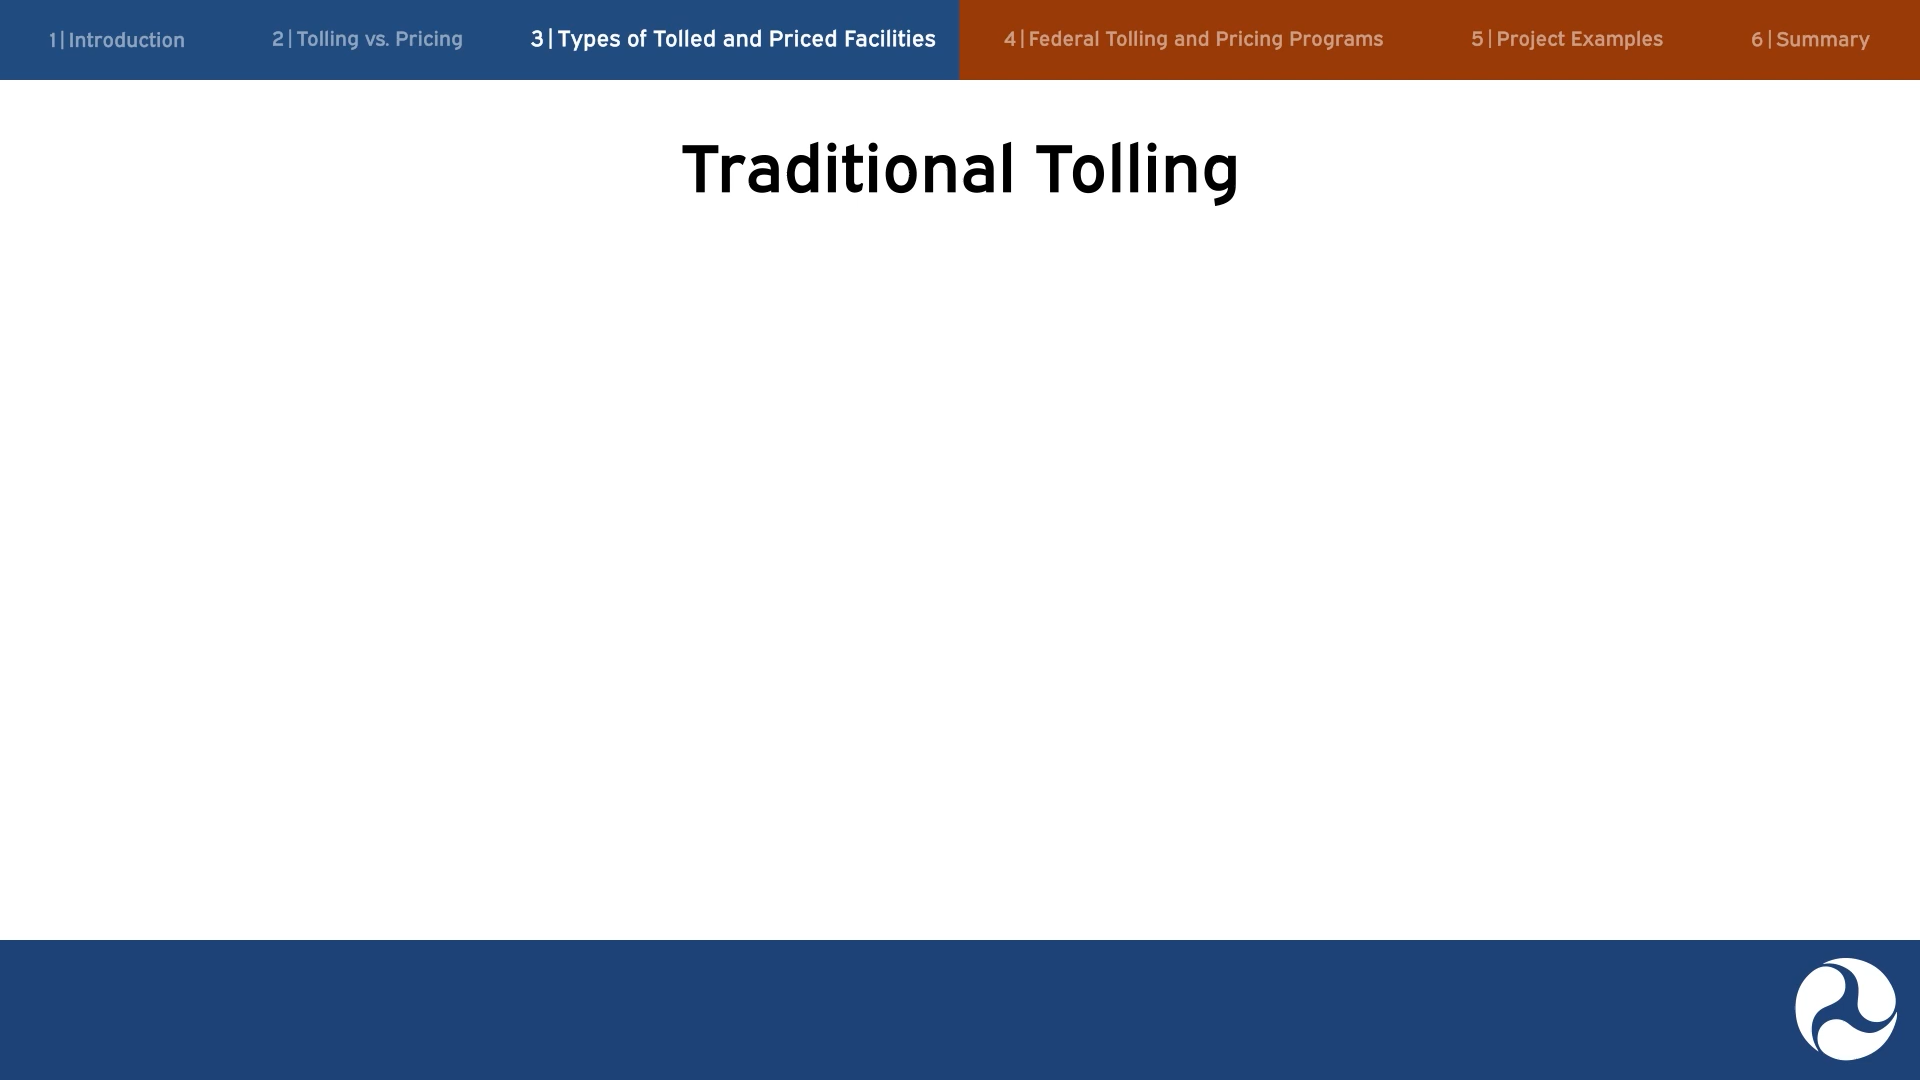 1|Introduction
2|Tolling vs. Pricing
3|Types of Tolled and Priced Facilities
4|Federal Tolling and Pricing Programs
5|Project Examples
6|Summary
Traditional Tolling